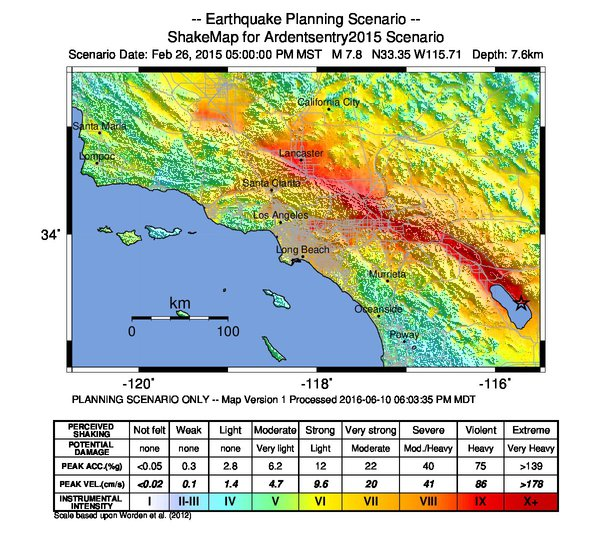 -- Earthquake Planning Scenario --
ShakeMap for Ardentsentry2015 Scenario
Scenario Date: Feb 26, 2015 05:00:00 PM MST M 7.8 N33.35 W115.71 Depth: 7.6km
California City
Santa Maria
Lancaster
Lompoc
Santa Clarita
Los Angeles
34°
Long Beach
Murrieta
km
Oceanside
0 100
Poway
-120° -118° -116°
PLANNING SCENARIO ONLY -- Map Version 1 Processed 2016-06-10 06:03:35 PM MDT
PERCEIVED SHAKING Not felt Weak Light Moderate Strong Very strong Severe Violent Extreme
POTENTIAL DAMAGE none none none Very light Light Moderate Mod./Heavy Heavy Very Heavy
PEAK ACC.(%g) <0.05 0.3 2.8 6.2 12 22 40 75 >139
PEAK VEL.(cm/s) <0.02 0.1 1.4 4.7 9.6 20 41 86 >178
INSTRUMENTAL INTENSITY I II-III IV V VI VII VIII IX X+
Scale based upon Worden et al. (2012)